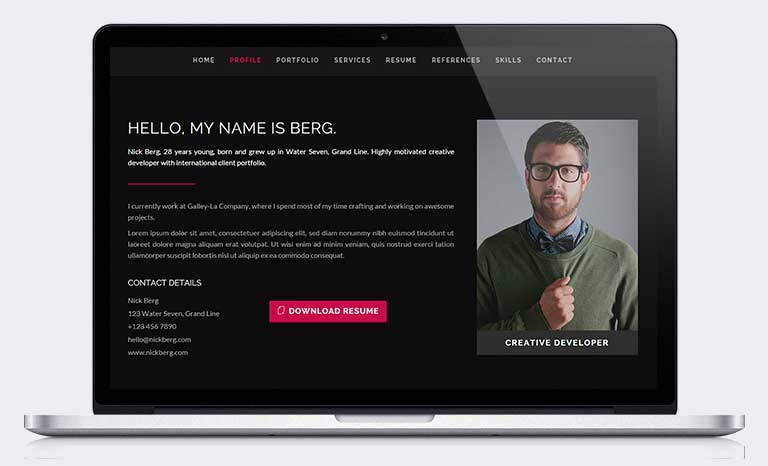 HOME PROFILE PORTFOLIO SERVICES RESUME REFERENCES SKILLS CONTACT
HELLO, MY NAME IS BERG.
Nick Berg, 28 years young, born and grew up in Water Seven, Grand Line. Highly motivated creative
developer with international client portfolio.
I currently work at Galley-La Company, where I spend most of my time crafting and working on awesome
projects.
Lorem ipsum dolor sit amet, consectetuer adipiscing elit, sed diam nonummy nibh euismod tincidunt ut
laoreet dolore magna aliquam erat volutpat. Ut wisi enim ad minim veniam, quis nostrud exerci tation
ullamcorper suscipit lobortis nisl ut aliquip ex ea commodo consequat.
CONTACT DETAILS
Nick Berg
123 Water Seven, Grand Line
+123 456 7890
hello@nickberg.com
www.nickberg.com
DOWNLOAD RESUME
CREATIVE DEVELOPER